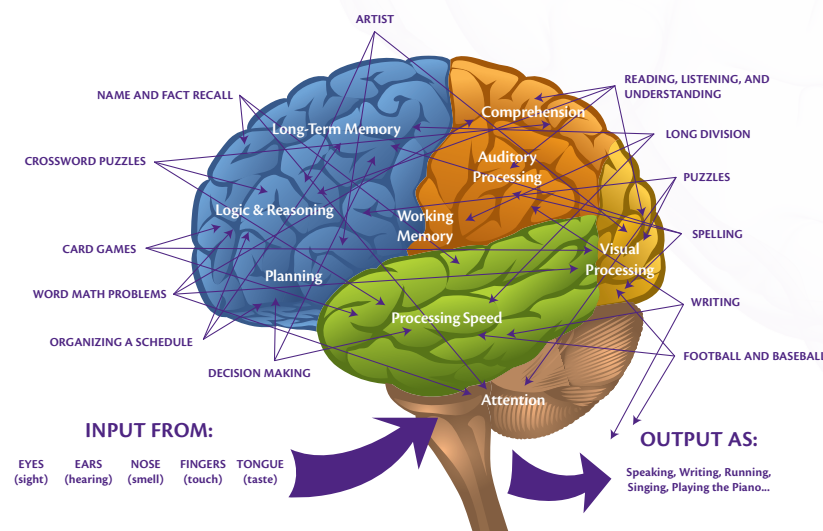 ARTIST
NAME AND FACT RECALL
CROSSWORD PUZZLES
CARD GAMES
WORD MATH PROBLEMS
ORGANIZING A SCHEDULE
DECISION MAKING
Long-Term Memory
Logic & Reasoning
Planning
Comprehension
Auditory
Processing
Working
Memory
Visual
Processing
Processing Speed
Attention
READING, LISTENING, AND
UNDERSTANDING
LONG DIVISION
PUZZLES
SPELLING
WRITING
FOOTBALL AND BASEBALL
INPUT FROM:
EYES EARS NOSE FINGERS TONGUE
(sight) (hearing) (smell) (touch) (taste)
OUTPUT AS:
Speaking, Writing, Running,
Singing, Playing the Piano...